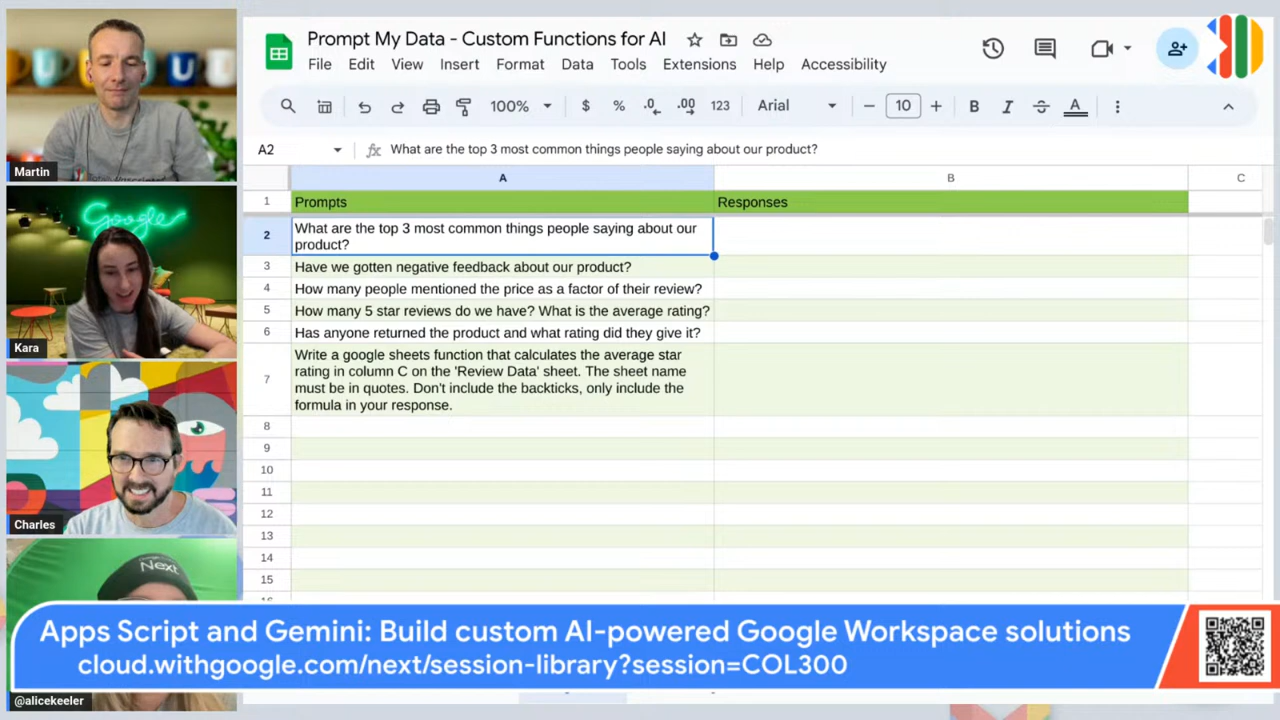 Martin
Google
Kara
Charles
Next
@alicekeeler
Prompt My Data - Custom Functions for AI
File Edit View Insert Format Data Tools Extensions Help Accessibility
100% $ % .0 .00 123 Arial 10 B I A
A2 fx What are the top 3 most common things people saying about our product?
A B C
1 Prompts Responses
2 What are the top 3 most common things people saying about our
product?
3 Have we gotten negative feedback about our product?
4 How many people mentioned the price as a factor of their review?
5 How many 5 star reviews do we have? What is the average rating?
6 Has anyone returned the product and what rating did they give it?
7 Write a google sheets function that calculates the average star
rating in column C on the 'Review Data' sheet. The sheet name
must be in quotes. Don't include the backticks, only include the
formula in your response.
8
9
10
11
12
13
14
15
Apps Script and Gemini: Build custom AI-powered Google Workspace solutions
cloud.withgoogle.com/next/session-library?session=COL300